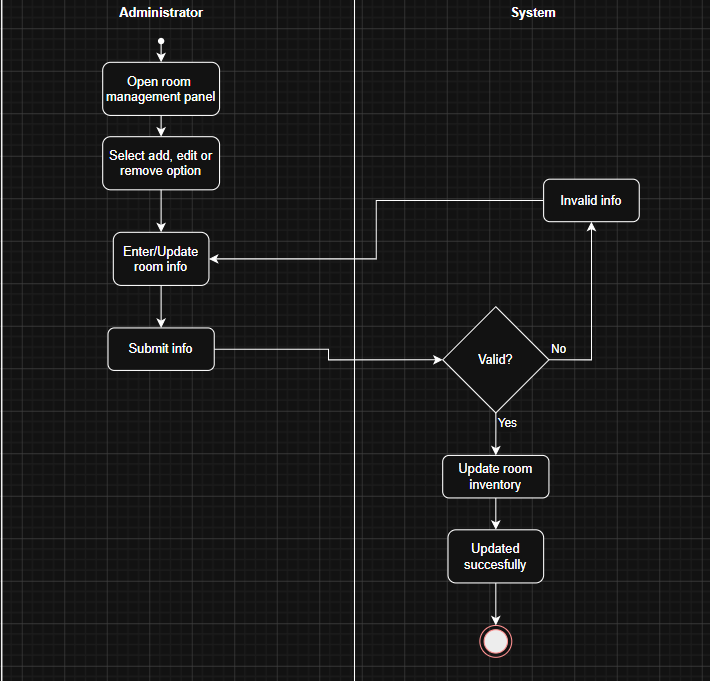 Administrator
System
Open room
management panel
Select add, edit or
remove option
Invalid info
Enter/Update
room info
Submit info
Valid?
No
Yes
Update room
inventory
Updated
succesfully